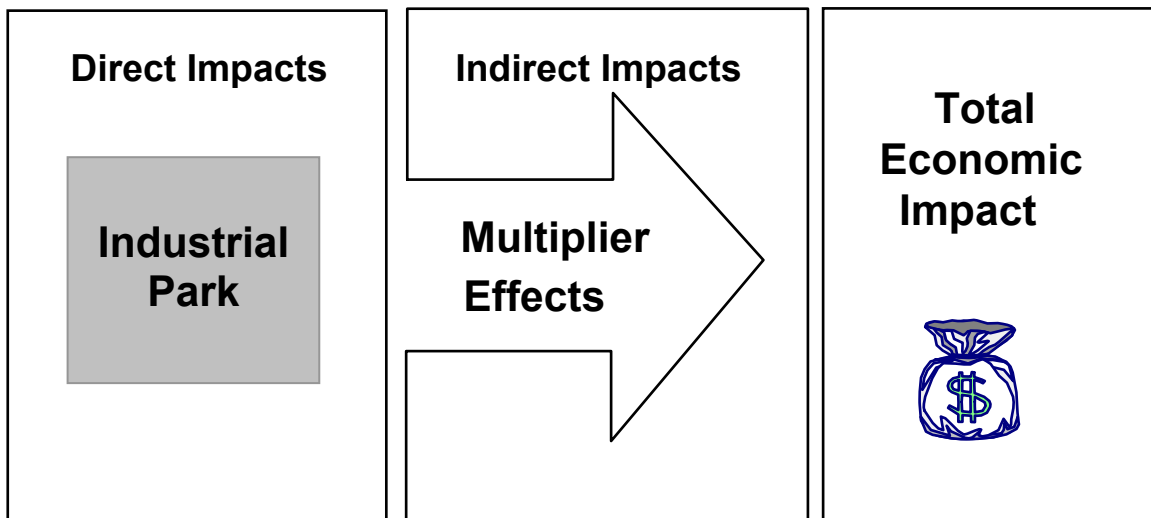 Direct Impacts
Industrial
Park
Indirect Impacts
Multiplier
Effects
Total
Economic
Impact
$